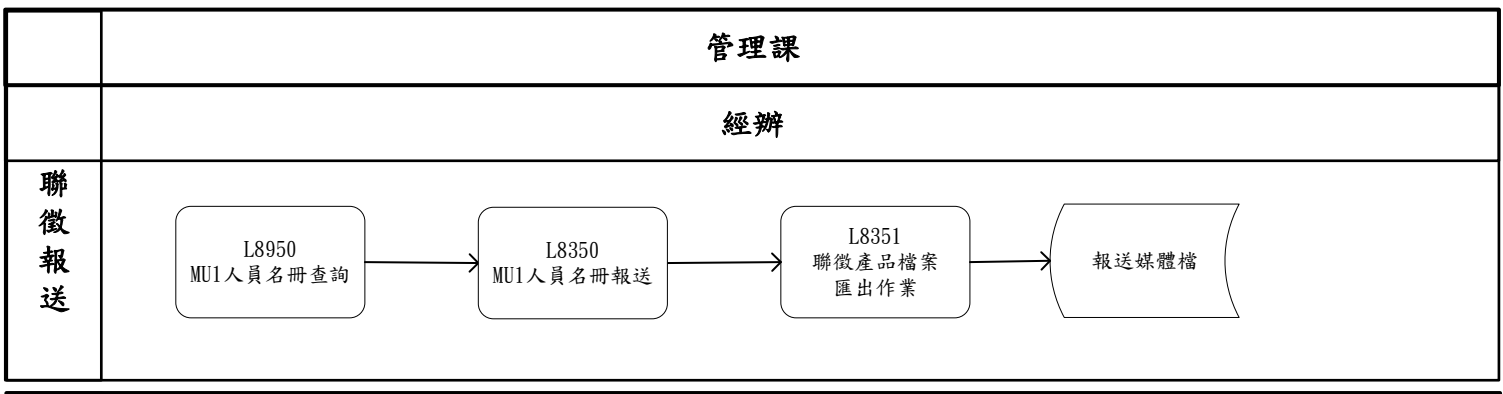 管理課
經辦
聯
徵
報
送
L8950
MU1人員名冊查詢
L8350
MU1人員名冊報送
L8351
聯徵產品檔案
匯出作業
報送媒體檔